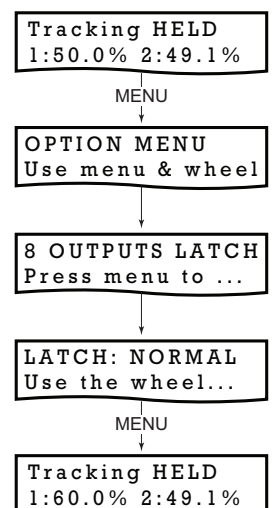 Tracking HELD
1:50.0% 2:49.1%
MENU
OPTION MENU
Use menu & wheel
8 OUTPUTS LATCH
Press menu to ...
LATCH: NORMAL
Use the wheel...
MENU
Tracking HELD
1:60.0% 2:49.1%